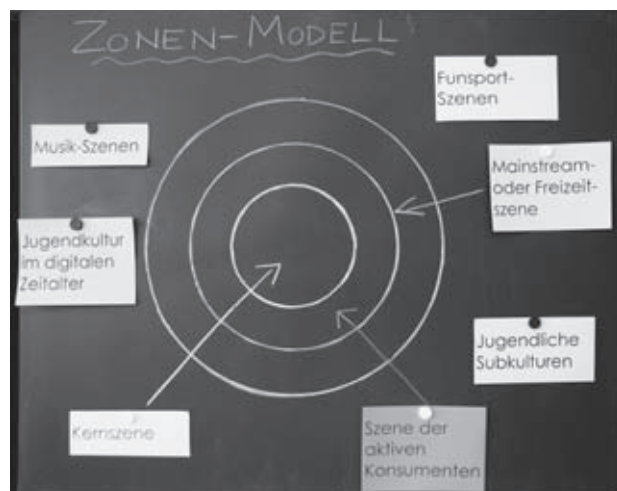 ZONEN-MODELL
Funsport-
Szenen
Musik-Szenen
Mainstream-
oder Freizeit-
szene
Jugendkultur
im digitalen
Zeitalter
Jugendliche
Subkulturen
Kernszene
Szene der
aktiven
Konsumenten